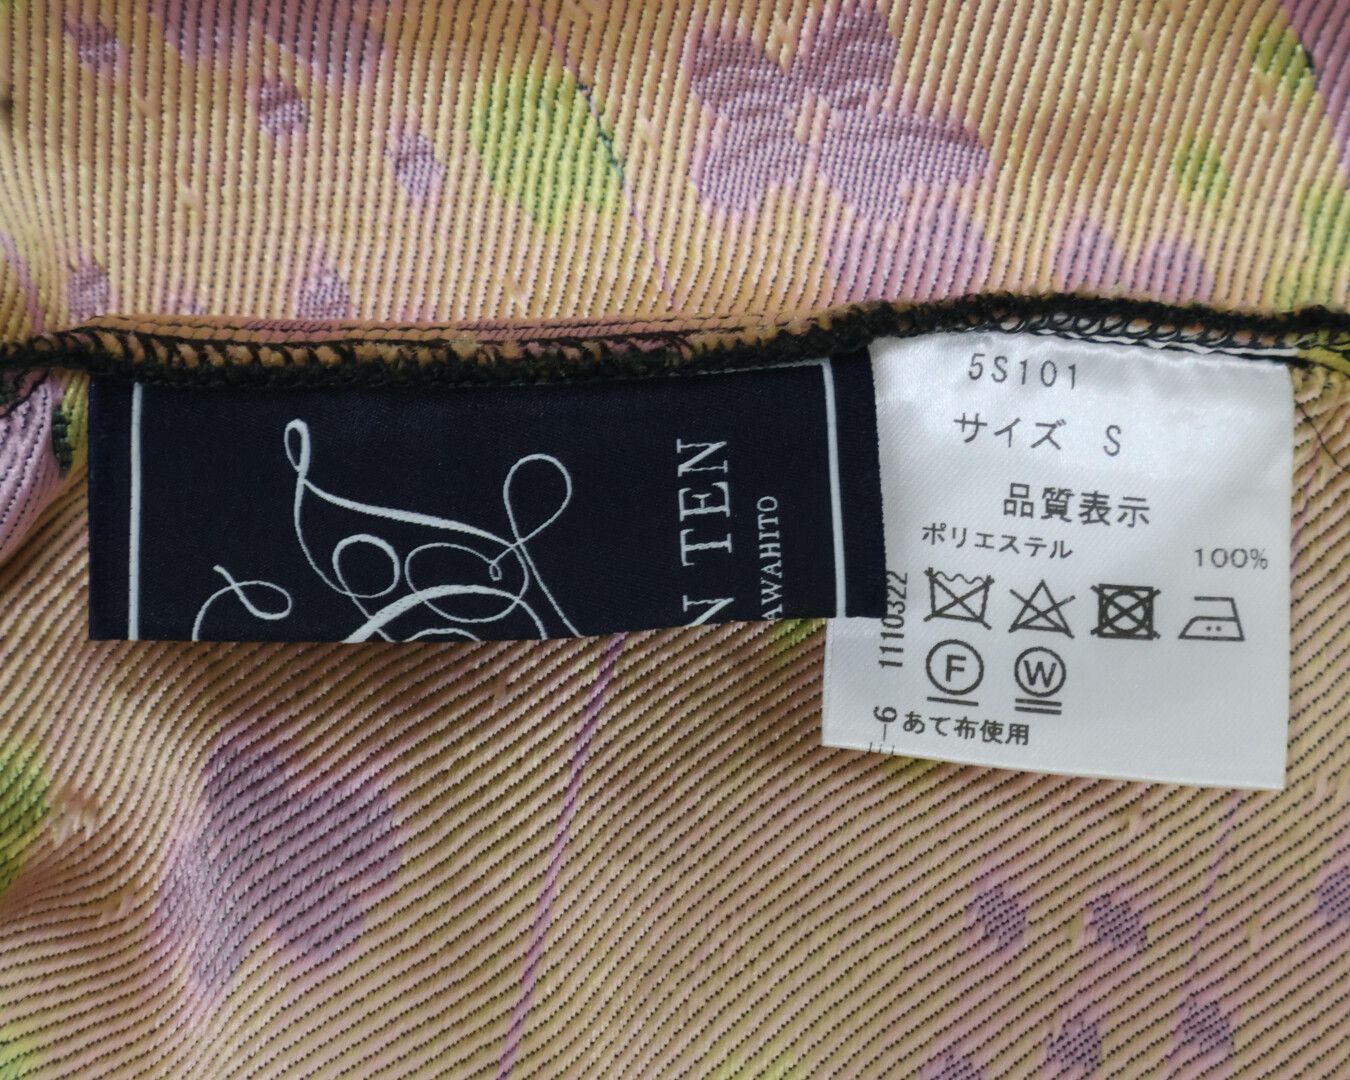 N TEN
AWAHITO
5S101
サイズ S
品質表示
ポリエステル 100%
F W
あて布使用
1110322